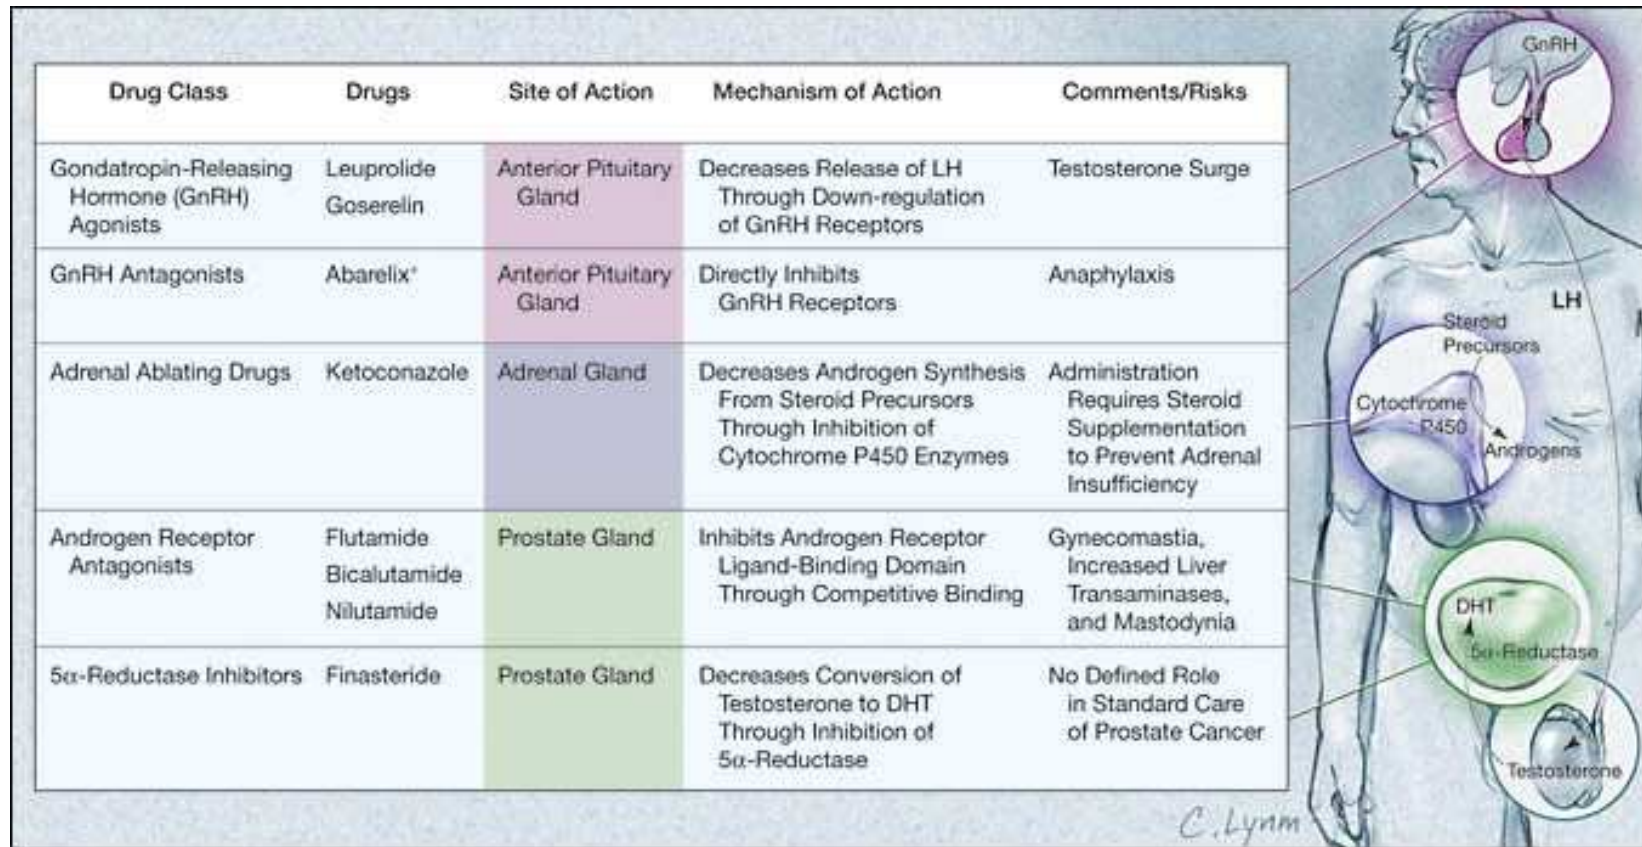 Drug Class Drugs Site of Action Mechanism of Action Comments/Risks
Gondatropin-Releasing
Hormone (GnRH)
Agonists
Leuprolide
Goserelin
Anterior Pituitary
Gland
Decreases Release of LH
Through Down-regulation
of GnRH Receptors
Testosterone Surge
GnRH Antagonists
Abarelix*
Anterior Pituitary
Gland
Directly Inhibits
GnRH Receptors
Anaphylaxis
Adrenal Ablating Drugs
Ketoconazole
Adrenal Gland
Decreases Androgen Synthesis
From Steroid Precursors
Through Inhibition of
Cytochrome P450 Enzymes
Administration
Requires Steroid
Supplementation
to Prevent Adrenal
Insufficiency
Androgen Receptor
Antagonists
Flutamide
Bicalutamide
Nilutamide
Prostate Gland
Inhibits Androgen Receptor
Ligand-Binding Domain
Through Competitive Binding
Gynecomastia,
Increased Liver
Transaminases,
and Mastodynia
5α-Reductase Inhibitors
Finasteride
Prostate Gland
Decreases Conversion of
Testosterone to DHT
Through Inhibition of
5α-Reductase
No Defined Role
in Standard Care
of Prostate Cancer
GnRH
LH
Steroid
Precursors
Cytochrome
P450
Androgens
DHT
5α-Reductase
Testosterone
C. Lynm